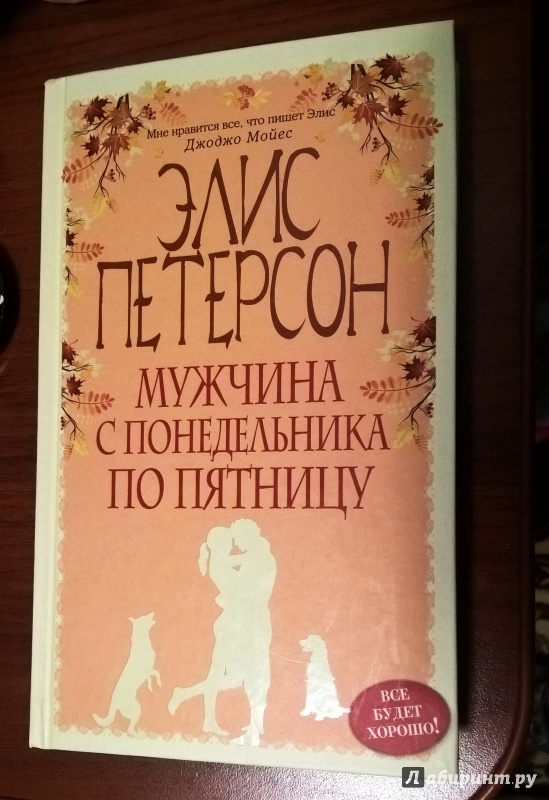 Мне нравится все, что пишет Элис
Джоджо Мойес
ЭЛИС
ПЕТЕРСОН
МУЖЧИНА
С ПОНЕДЕЛЬНИКА
ПО ПЯТНИЦУ
ВСЕ
БУДЕТ
ХОРОШО!
Лабиринт.ру